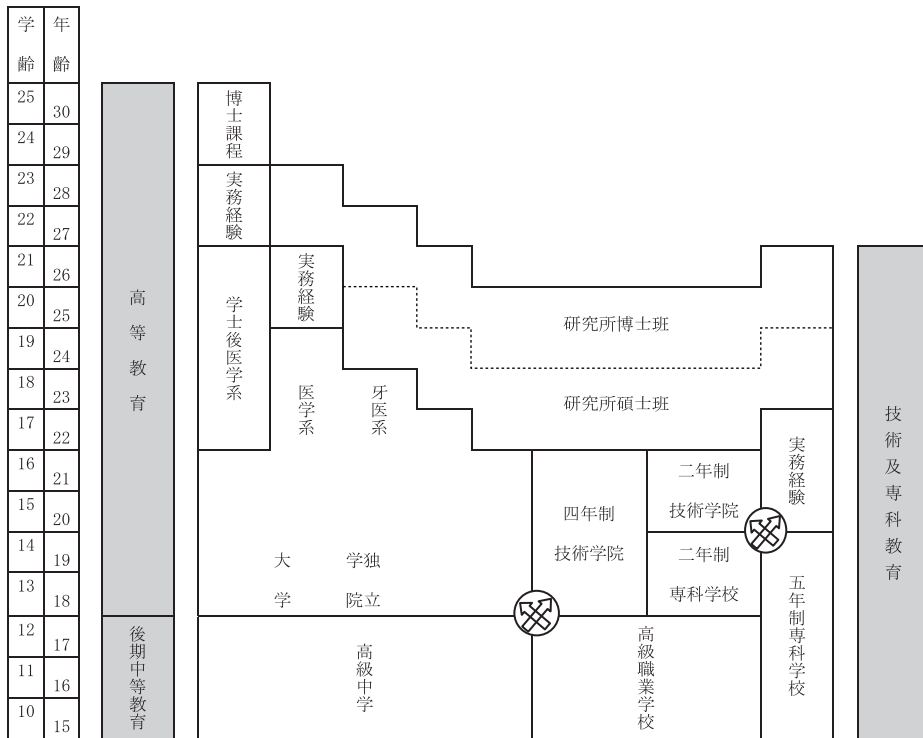 学齢
年齢
25
30
24
29
23
28
22
27
21
26
20
25
19
24
18
23
17
22
16
21
15
20
14
19
13
18
12
17
11
16
10
15
高等教育
後期中等教育
博士課程
実務経験
学士後医学系
実務経験
医学系
牙医系
大学
独立
学院
研究所博士班
研究所碩士班
四年制
技術学院
二年制
技術学院
二年制
専科学校
実務経験
五年制専科学校
高級中学
高級職業学校
技術及専科教育